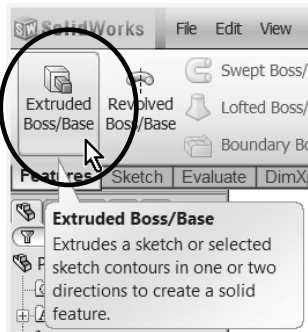 SolidWorks File Edit View
Extruded Boss/Base
Revolved Boss/Base
Swept Boss/
Lofted Boss/
Boundary Bo
Features Sketch Evaluate DimXp
Extruded Boss/Base
Extrudes a sketch or selected
sketch contours in one or two
directions to create a solid
feature.